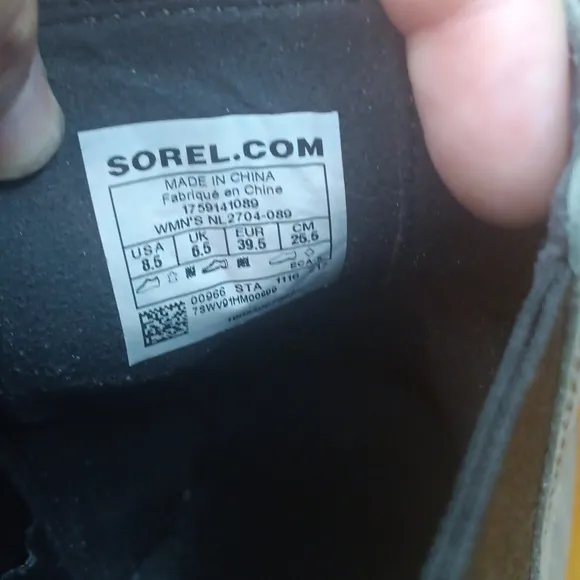 SOREL.COM
MADE IN CHINA
Fabriqué en Chine
1759141089
WMN'S NL2704-089
USA UK EUR CM
8.5 6.5 39.5 25.5
00966 STA 1116